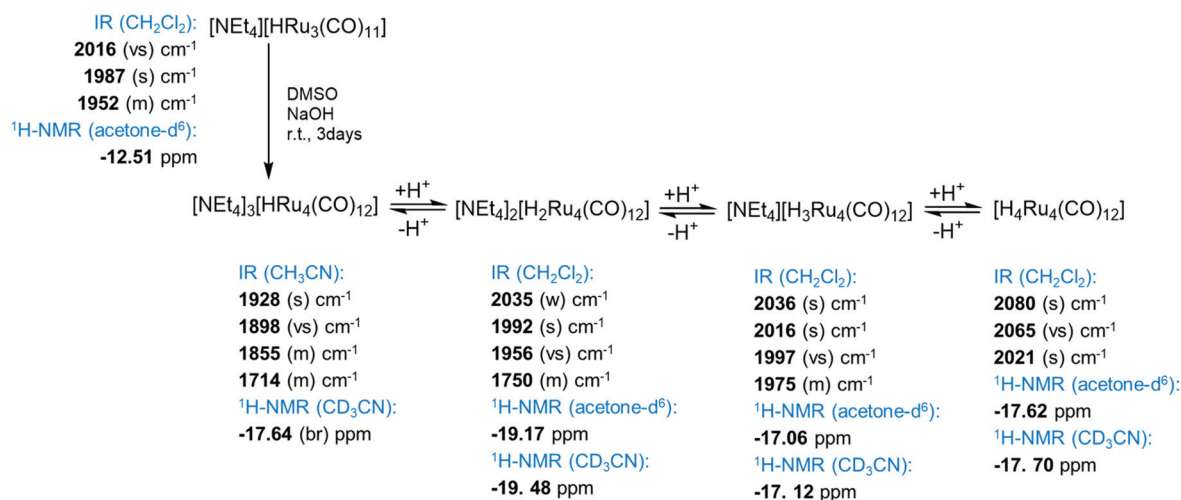 IR (CH₂Cl₂):
2016 (vs) cm⁻¹
1987 (s) cm⁻¹
1952 (m) cm⁻¹
¹H-NMR (acetone-d⁶):
-12.51 ppm
[NEt₄][HRu₃(CO)₁₁]
DMSO
NaOH
r.t., 3days
[NEt₄]₃[HRu₄(CO)₁₂]
+H⁺
-H⁺
[NEt₄]₂[H₂Ru₄(CO)₁₂]
+H⁺
-H⁺
[NEt₄][H₃Ru₄(CO)₁₂]
+H⁺
-H⁺
[H₄Ru₄(CO)₁₂]
IR (CH₃CN):
1928 (s) cm⁻¹
1898 (vs) cm⁻¹
1855 (m) cm⁻¹
1714 (m) cm⁻¹
¹H-NMR (CD₃CN):
-17.64 (br) ppm
IR (CH₂Cl₂):
2035 (w) cm⁻¹
1992 (s) cm⁻¹
1956 (vs) cm⁻¹
1750 (m) cm⁻¹
¹H-NMR (acetone-d⁶):
-19.17 ppm
¹H-NMR (CD₃CN):
-19. 48 ppm
IR (CH₂Cl₂):
2036 (s) cm⁻¹
2016 (s) cm⁻¹
1997 (vs) cm⁻¹
1975 (m) cm⁻¹
¹H-NMR (acetone-d⁶)
-17.06 ppm
¹H-NMR (CD₃CN):
-17. 12 ppm
IR (CH₂Cl₂):
2080 (s) cm⁻¹
2065 (vs) cm⁻¹
2021 (s) cm⁻¹
¹H-NMR (acetone-d⁶):
-17.62 ppm
¹H-NMR (CD₃CN):
-17. 70 ppm